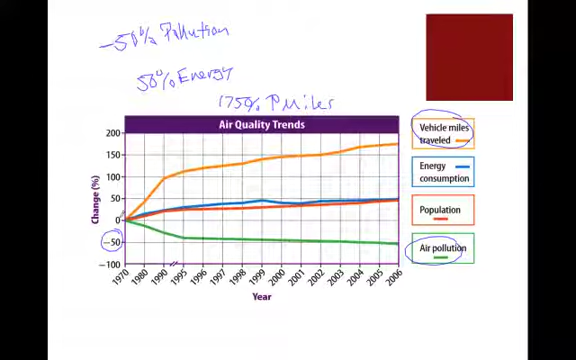 -50% Pollution
50% Energy
175% ↑ Miles
Air Quality Trends
Change (%)
200
150
100
50
0
-50
-100
1970
1980
1990
1995
1996
1997
1998
1999
2000
2001
2002
2003
2004
2005
2006
Year
Vehicle miles
traveled
Energy
consumption
Population
Air pollution